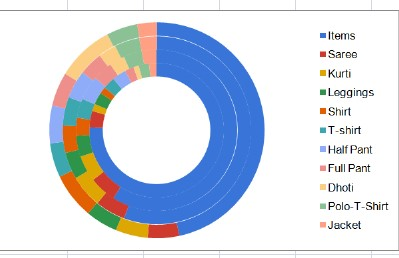 Items
Saree
Kurti
Leggings
Shirt
T-shirt
Half Pant
Full Pant
Dhoti
Polo-T-Shirt
Jacket